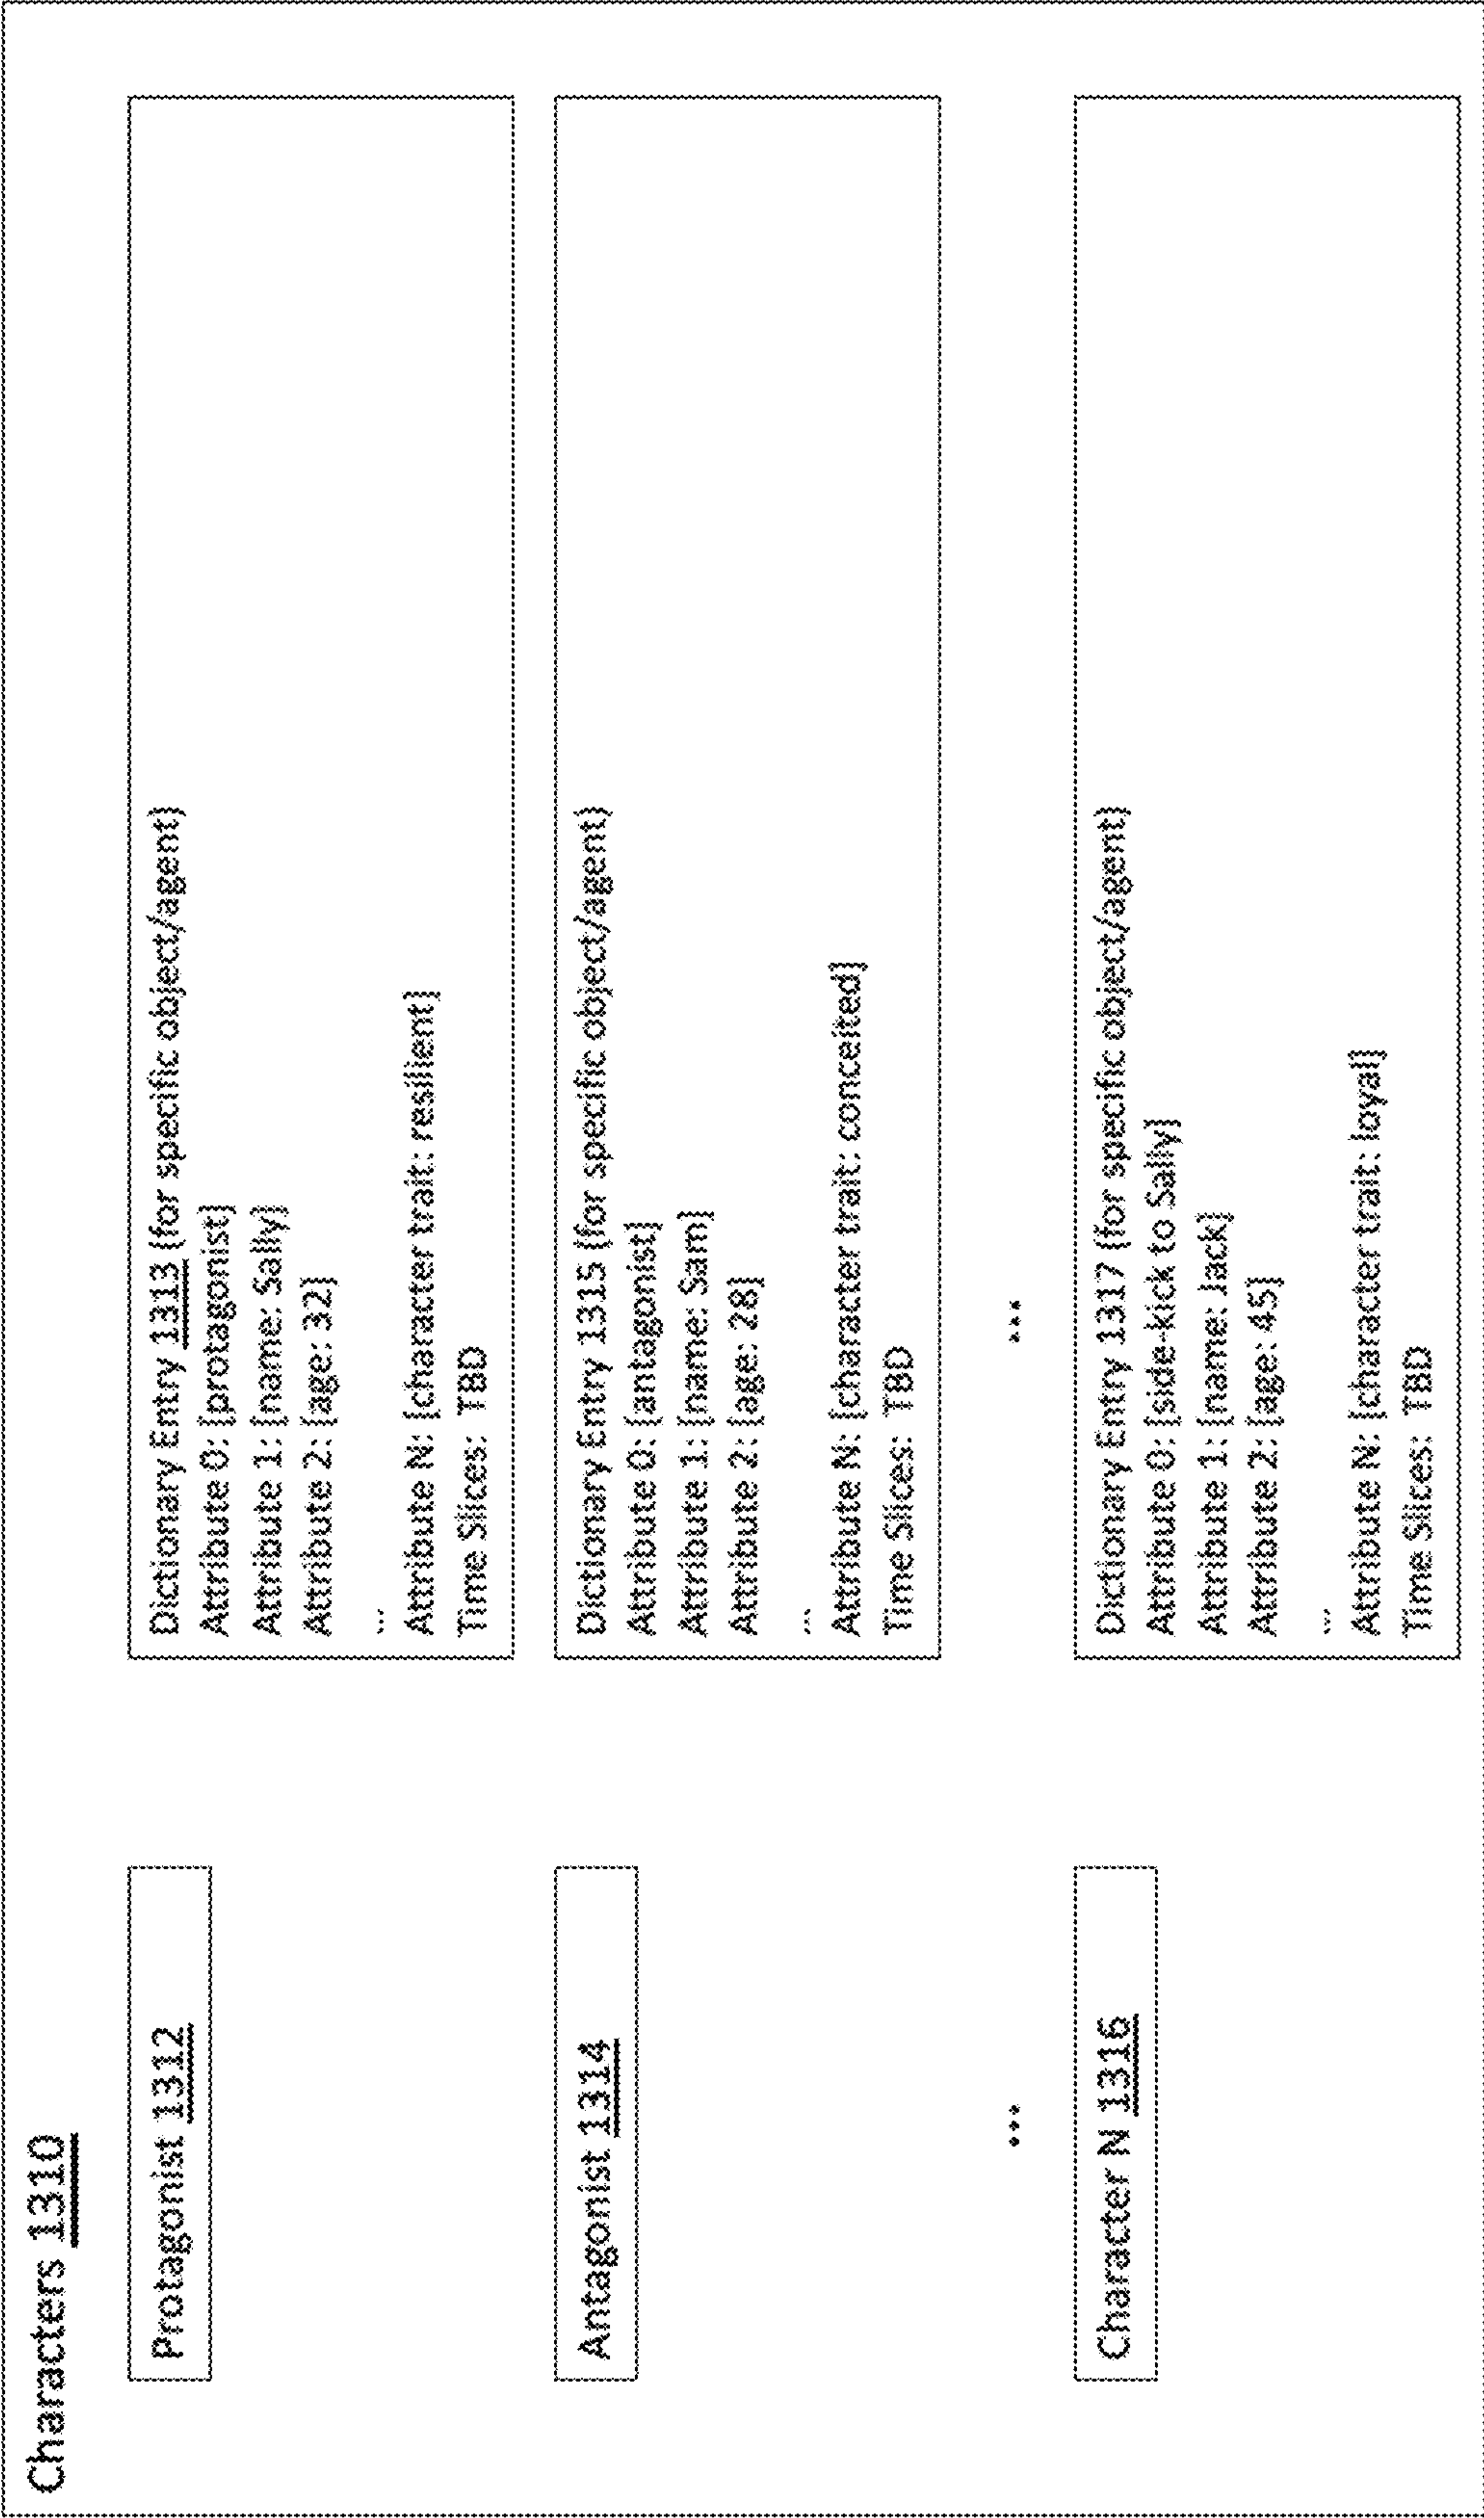 Characters 1310
Protagonist 1312
Dictionary Entry 1313 (for specific object/agent)
Attribute 0: [protagonist]
Attribute 1: [name: Sally]
Attribute 2: [age: 32]
...
Attribute N: [character trait: resilient]
Time Slices: TBD
Antagonist 1314
Dictionary Entry 1315 (for specific object/agent)
Attribute 0: [antagonist]
Attribute 1: [name: Sam]
Attribute 2: [age: 28]
...
Attribute N: [character trait: conceited]
Time Slices: TBD
... ...
Character N 1316
Dictionary Entry 1317 (for specific object/agent)
Attribute 0: [side-kick to Sally]
Attribute 1: [name: Jack]
Attribute 2: [age: 45]
...
Attribute N: [character trait: loyal]
Time Slices: TBD